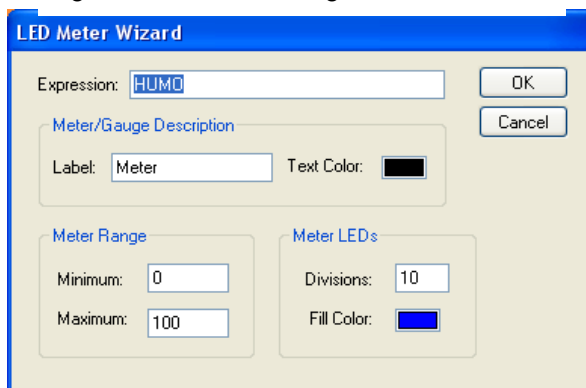 LED Meter Wizard
Expression: HUMO
OK
Cancel
Meter/Gauge Description
Label: Meter
Text Color:
Meter Range
Minimum: 0
Maximum: 100
Meter LEDs
Divisions: 10
Fill Color: